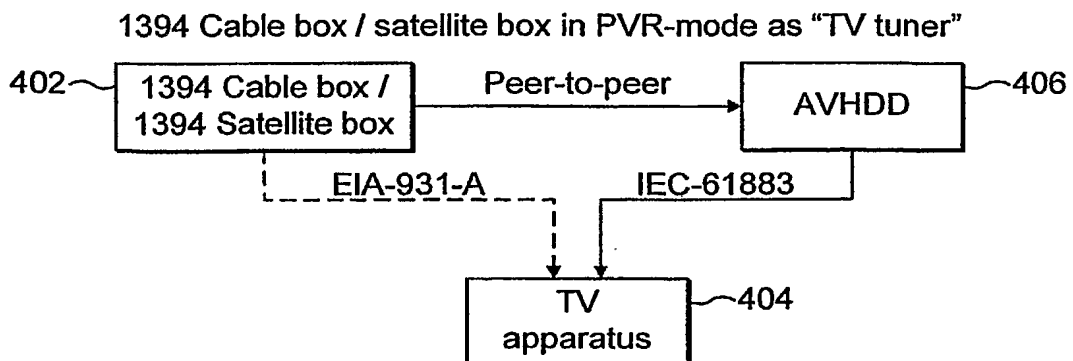 1394 Cable box / satellite box in PVR-mode as “TV tuner”
402
1394 Cable box /
1394 Satellite box
Peer-to-peer
AVHDD
406
EIA-931-A
IEC-61883
TV
apparatus
404